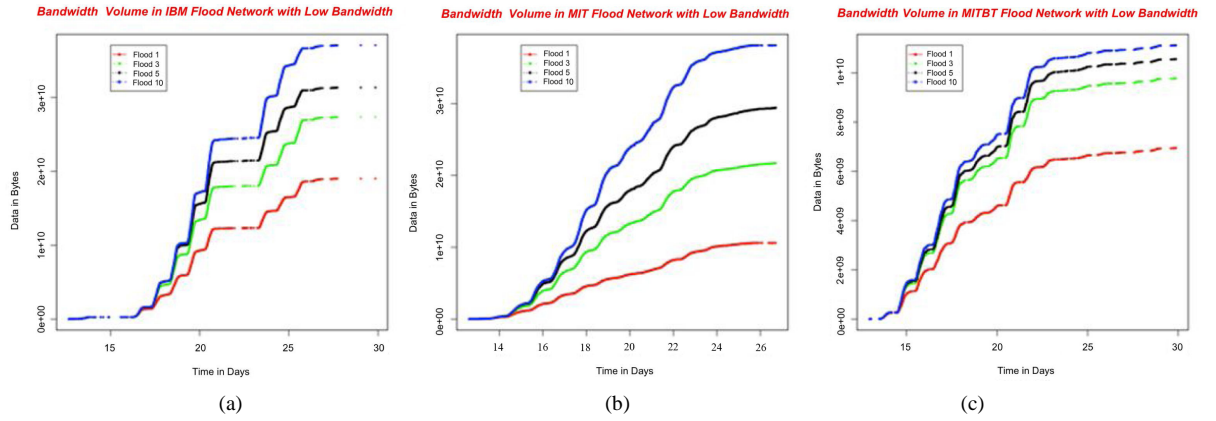 Bandwidth Volume in IBM Flood Network with Low Bandwidth
Flood 1
Flood 3
Flood 5
Flood 10
Data in Bytes
0e+00
1e+10
2e+10
3e+10
15
20
25
30
Time in Days
(a)
Bandwidth Volume in MIT Flood Network with Low Bandwidth
Flood 1
Flood 3
Flood 5
Flood 10
Data in Bytes
0e+00
1e+10
2e+10
3e+10
14
16
18
20
22
24
26
Time in Days
(b)
Bandwidth Volume in MITBT Flood Network with Low Bandwidth
Flood 1
Flood 3
Flood 5
Flood 10
Data in Bytes
0e+00
2e+09
4e+09
6e+09
8e+09
1e+10
15
20
25
30
Time in Days
(c)